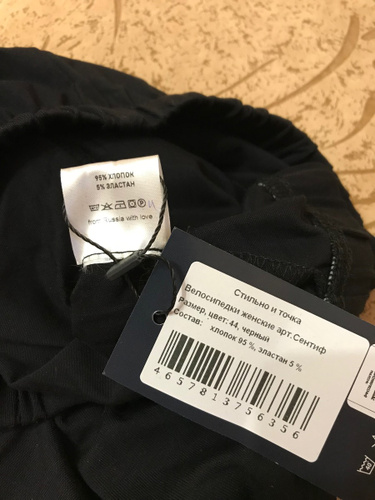 95% ХЛОПОК
5% ЭЛАСТАН
from Russia with love
Стильно и точка
Велосипедки женские арт.Сентиф
Размер, цвет: 44, черный
Состав: хлопок 95 %, эластан 5 %
4657813756356